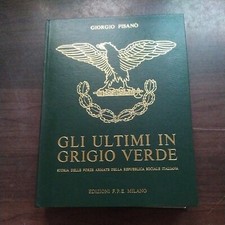 GIORGIO PISANÒ
GLI ULTIMI IN
GRIGIO VERDE
STORIA DELLE FORZE ARMATE DELLA REPUBBLICA SOCIALE ITALIANA
EDIZIONI F.P.E. MILANO